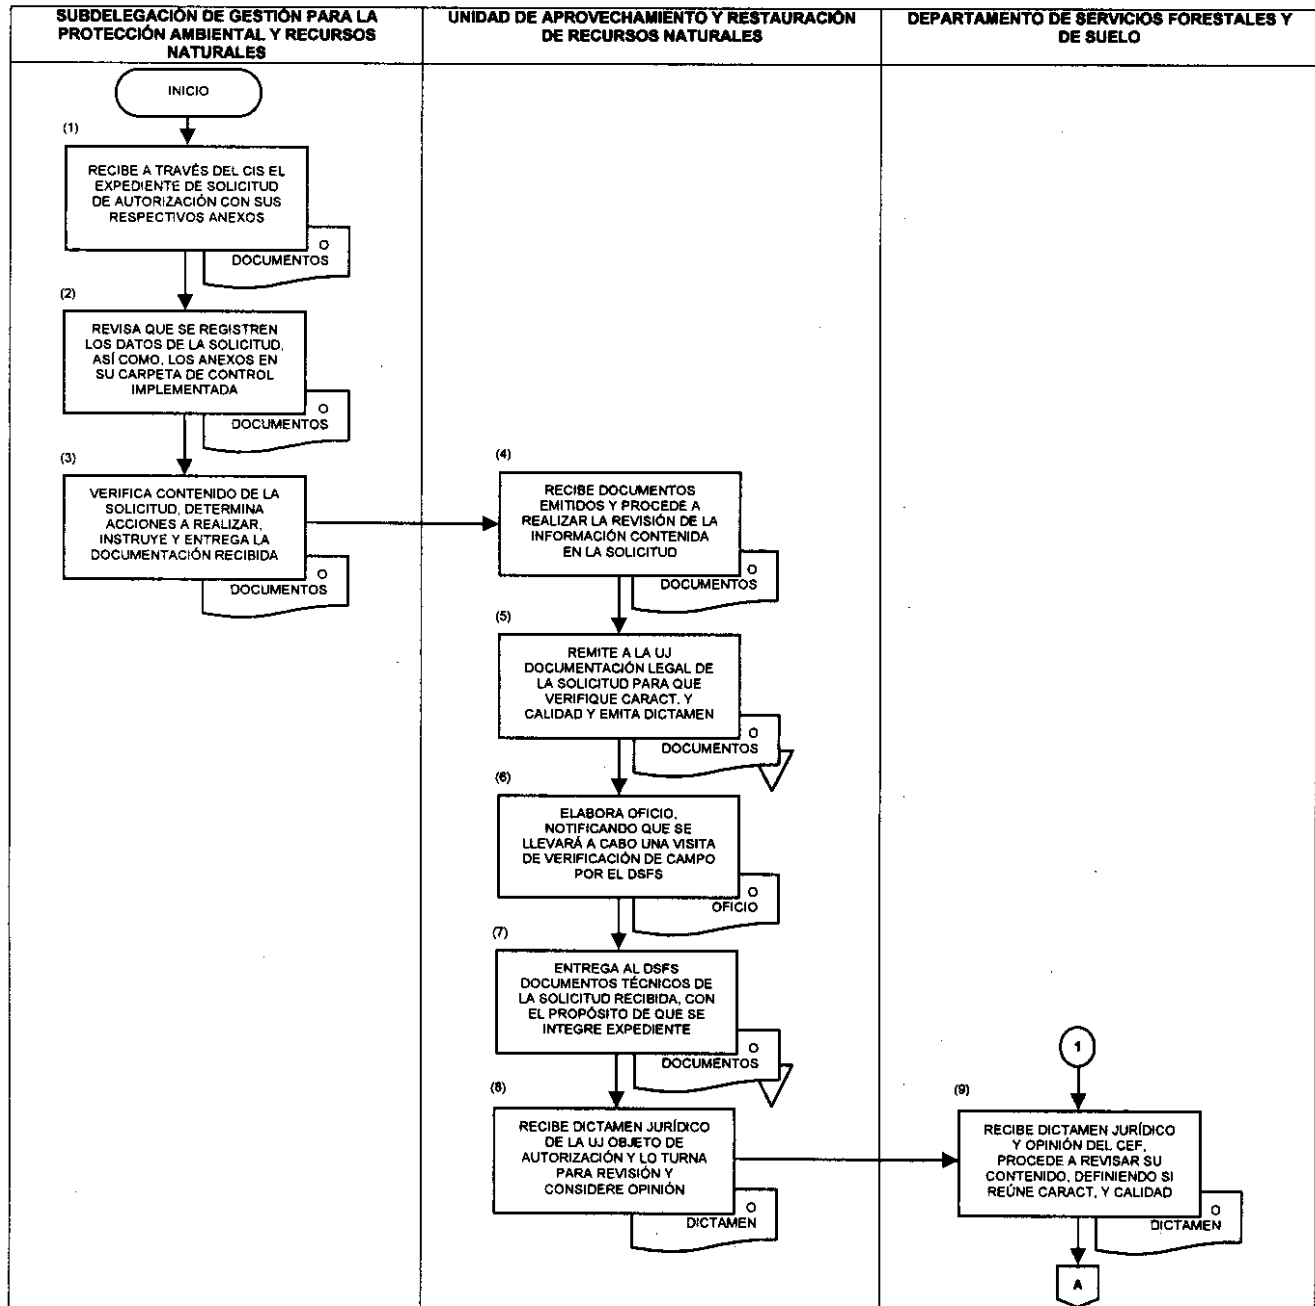 SUBDELEGACIÓN DE GESTIÓN PARA LA
PROTECCIÓN AMBIENTAL Y RECURSOS
NATURALES
UNIDAD DE APROVECHAMIENTO Y RESTAURACIÓN
DE RECURSOS NATURALES
DEPARTAMENTO DE SERVICIOS FORESTALES Y
DE SUELO
INICIO
(1)
RECIBE A TRAVÉS DEL CIS EL
EXPEDIENTE DE SOLICITUD
DE AUTORIZACIÓN CON SUS
RESPECTIVOS ANEXOS
O
DOCUMENTOS
(2)
REVISA QUE SE REGISTREN
LOS DATOS DE LA SOLICITUD,
ASÍ COMO, LOS ANEXOS EN
SU CARPETA DE CONTROL
IMPLEMENTADA
O
DOCUMENTOS
(3)
VERIFICA CONTENIDO DE LA
SOLICITUD, DETERMINA
ACCIONES A REALIZAR,
INSTRUYE Y ENTREGA LA
DOCUMENTACIÓN RECIBIDA
O
DOCUMENTOS
(4)
RECIBE DOCUMENTOS
EMITIDOS Y PROCEDE A
REALIZAR LA REVISIÓN DE LA
INFORMACIÓN CONTENIDA
EN LA SOLICITUD
O
DOCUMENTOS
(5)
REMITE A LA UJ
DOCUMENTACIÓN LEGAL DE
LA SOLICITUD PARA QUE
VERIFIQUE CARACT. Y
CALIDAD Y EMITA DICTAMEN
O
DOCUMENTOS
(6)
ELABORA OFICIO,
NOTIFICANDO QUE SE
LLEVARÁ A CABO UNA VISITA
DE VERIFICACIÓN DE CAMPO
POR EL DSFS
O
OFICIO
(7)
ENTREGA AL DSFS
DOCUMENTOS TÉCNICOS DE
LA SOLICITUD RECIBIDA, CON
EL PROPÓSITO DE QUE SE
INTEGRE EXPEDIENTE
O
DOCUMENTOS
(8)
RECIBE DICTAMEN JURÍDICO
DE LA UJ OBJETO DE
AUTORIZACIÓN Y LO TURNA
PARA REVISIÓN Y
CONSIDERE OPINIÓN
O
DICTAMEN
1
(9)
RECIBE DICTAMEN JURÍDICO
Y OPINIÓN DEL CEF,
PROCEDE A REVISAR SU
CONTENIDO, DEFINIENDO SI
REÚNE CARACT, Y CALIDAD
O
DICTAMEN
A